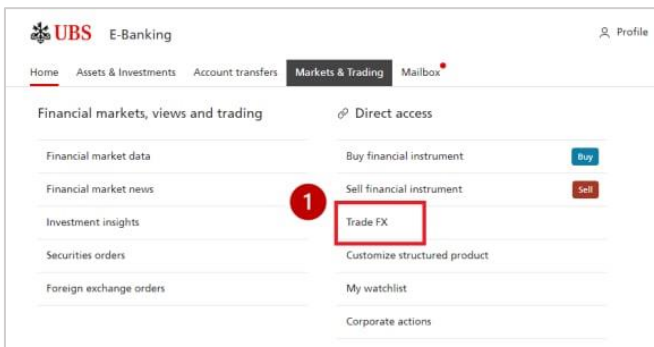 UBS E-Banking
Profile
Home Assets & Investments Account transfers Markets & Trading Mailbox
Financial markets, views and trading
Financial market data
Financial market news
Investment insights
Securities orders
Foreign exchange orders
Direct access
Buy financial instrument Buy
Sell financial instrument Sell
1
Trade FX
Customize structured product
My watchlist
Corporate actions